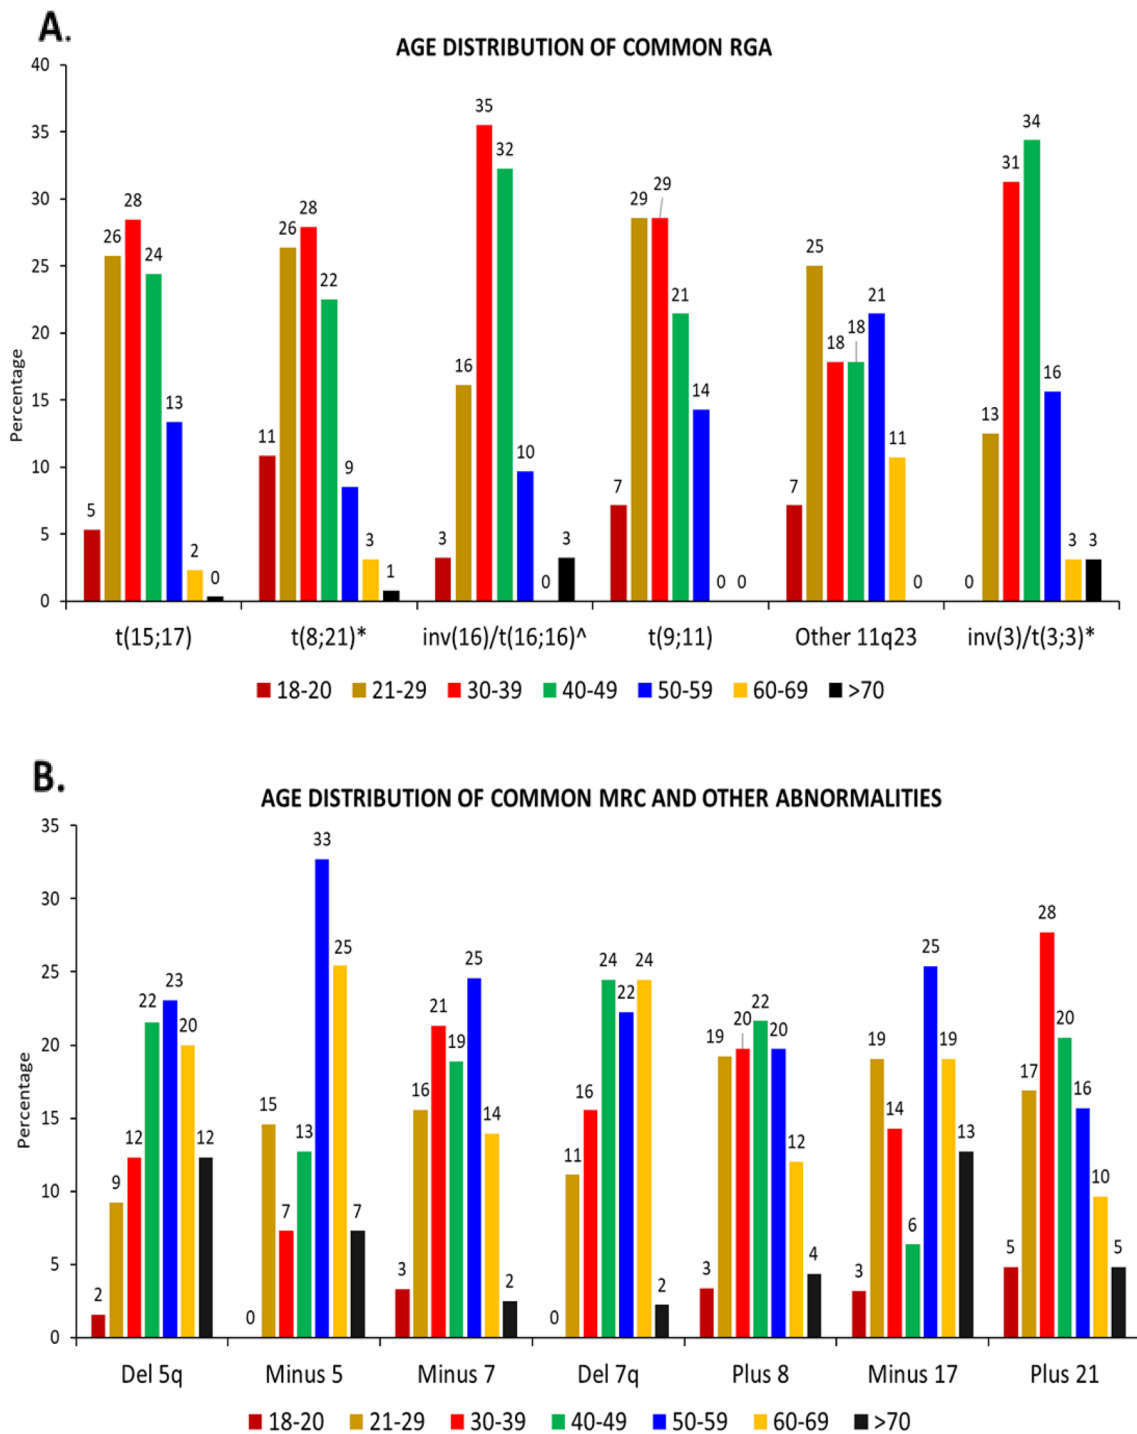 A.
AGE DISTRIBUTION OF COMMON RGA
Percentage
40
35
30
25
20
15
10
5
0
5 26 28 24 13 2 0
11 26 28 22 9 3 1
3 16 35 32 10 0 3
7 29 29 21 14 0 0
7 25 18 18 21 11 0
0 13 31 34 16 3 3
t(15;17) t(8;21)* inv(16)/t(16;16)^ t(9;11) Other 11q23 inv(3)/t(3;3)*
18-20 21-29 30-39 40-49 50-59 60-69 >70
B.
AGE DISTRIBUTION OF COMMON MRC AND OTHER ABNORMALITIES
Percentage
35
30
25
20
15
10
5
0
2 9 12 22 23 20 12
0 15 7 13 33 25 7
3 16 21 19 25 14 2
0 11 16 24 22 24 2
3 19 20 22 20 12 4
3 19 14 6 25 19 13
5 17 28 20 16 10 5
Del 5q Minus 5 Minus 7 Del 7q Plus 8 Minus 17 Plus 21
18-20 21-29 30-39 40-49 50-59 60-69 >70